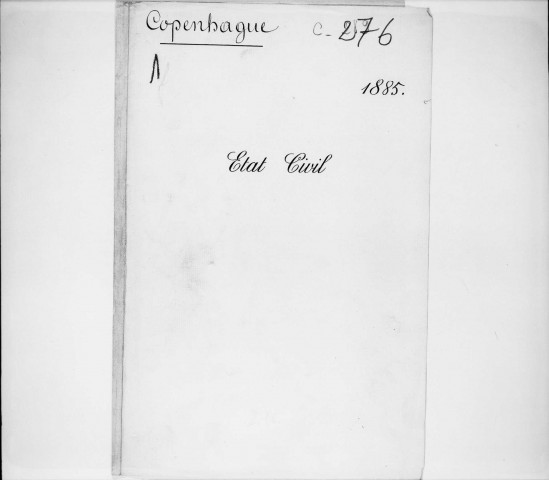 Copenhague C-276
1
1885.
Etat Civil